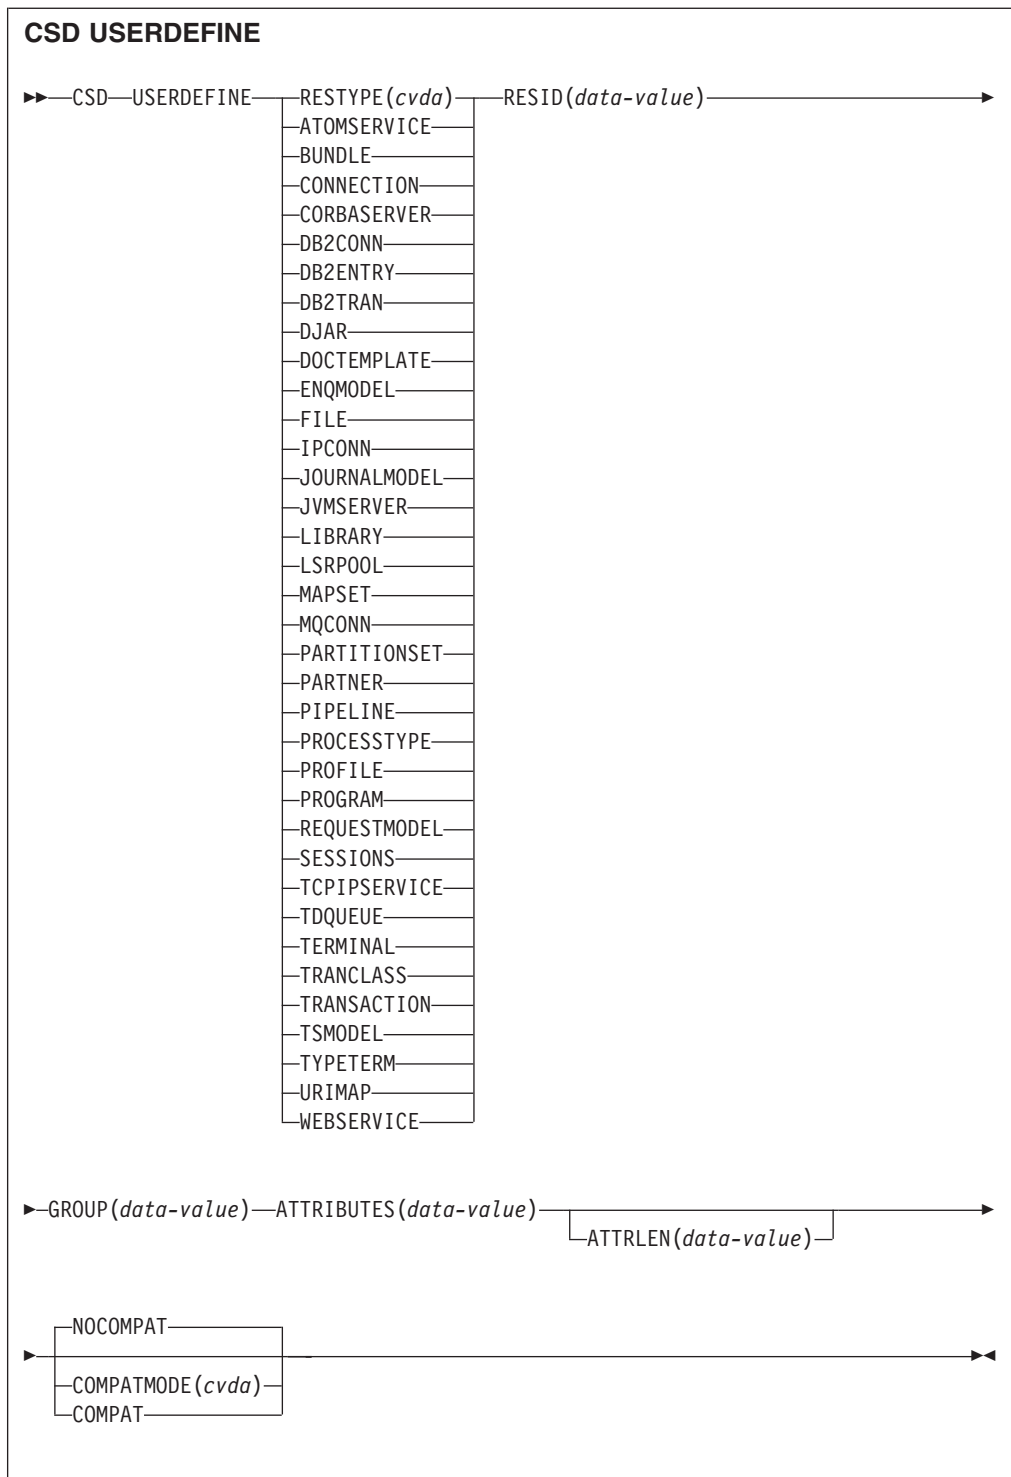 CSD USERDEFINE
CSD USERDEFINE RESTYPE(cvda) RESID(data-value)
ATOMSERVICE
BUNDLE
CONNECTION
CORBASERVER
DB2CONN
DB2ENTRY
DB2TRAN
DJAR
DOCTEMPLATE
ENQMODEL
FILE
IPCONN
JOURNALMODEL
JVMSERVER
LIBRARY
LSRPOOL
MAPSET
MQCONN
PARTITIONSET
PARTNER
PIPELINE
PROCESSTYPE
PROFILE
PROGRAM
REQUESTMODEL
SESSIONS
TCPIPSERVICE
TDQUEUE
TERMINAL
TRANCLASS
TRANSACTION
TSMODEL
TYPETERM
URIMAP
WEBSERVICE
GROUP(data-value) ATTRIBUTES(data-value)
ATTRLEN(data-value)
NOCOMPAT
COMPATMODE(cvda)
COMPAT